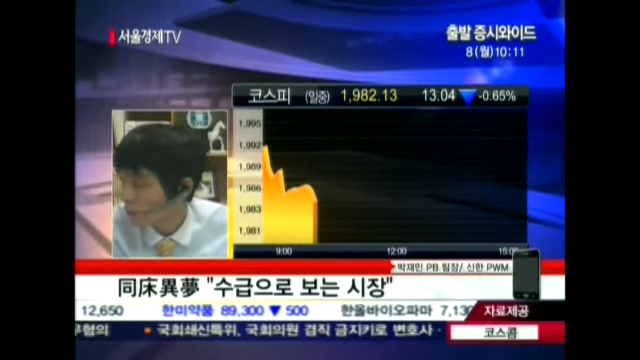 서울경제TV
출발 증시와이드
8(월)10:11
코스피 (일중) 1,982.13 13.04 ▼ -0.65%
1,995
1,992
1,989
1,986
1,983
1,981
9:00 12:00 15:00
박재민 PB 팀장/ 신한 PWM
同床異夢 "수급으로 보는 시장"
12,650 한미약품 89,300 ▼ 500 한올바이오파마 7,13
자료제공
국회쇄신특위, 국회의원 겸직 금지키로 변호사·
코스콤